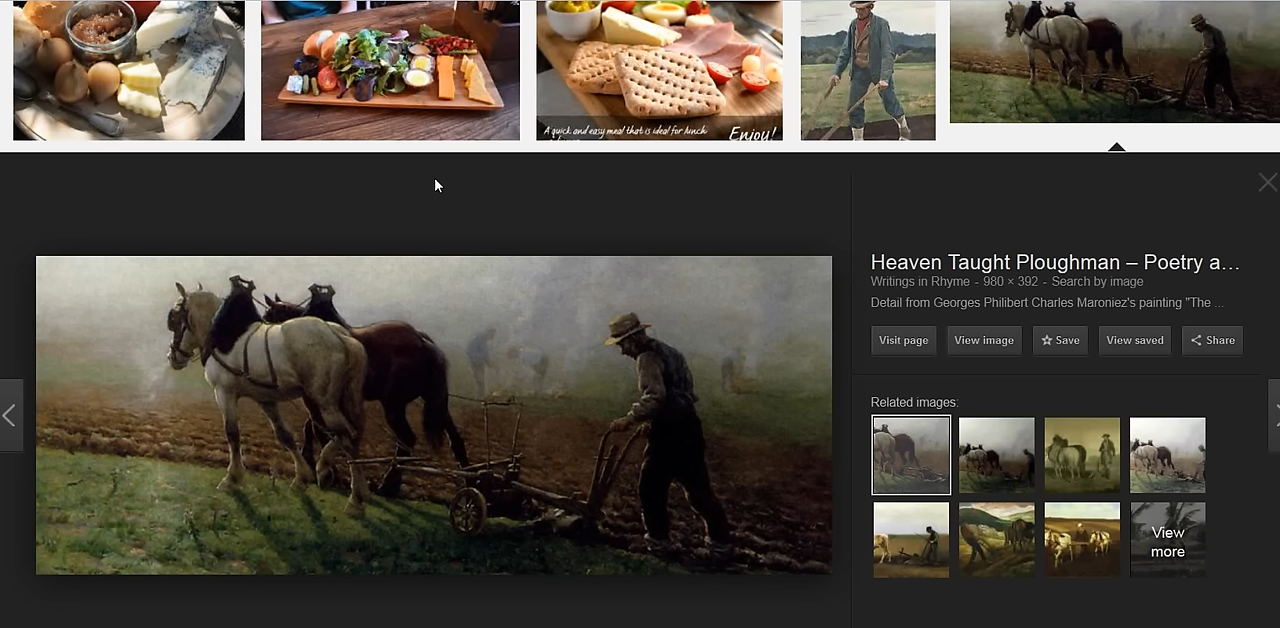 A quick and easy meal that is ideal for lunch
Enjoy!
Heaven Taught Ploughman – Poetry a...
Writings in Rhyme - 980 × 392 - Search by image
Detail from Georges Philibert Charles Maroniez's painting "The ...
Visit page
View image
Save
View saved
Share
Related images:
View
more